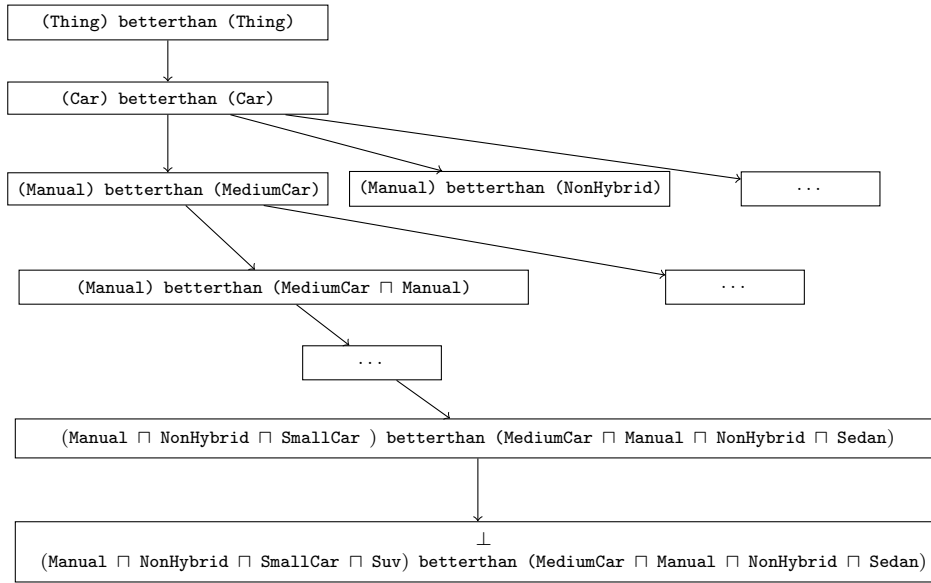 (Thing) betterthan (Thing)
(Car) betterthan (Car)
(Manual) betterthan (MediumCar)
(Manual) betterthan (NonHybrid)
...
(Manual) betterthan (MediumCar ⊓ Manual)
...
...
(Manual ⊓ NonHybrid ⊓ SmallCar ) betterthan (MediumCar ⊓ Manual ⊓ NonHybrid ⊓ Sedan)
⊥
(Manual ⊓ NonHybrid ⊓ SmallCar ⊓ Suv) betterthan (MediumCar ⊓ Manual ⊓ NonHybrid ⊓ Sedan)